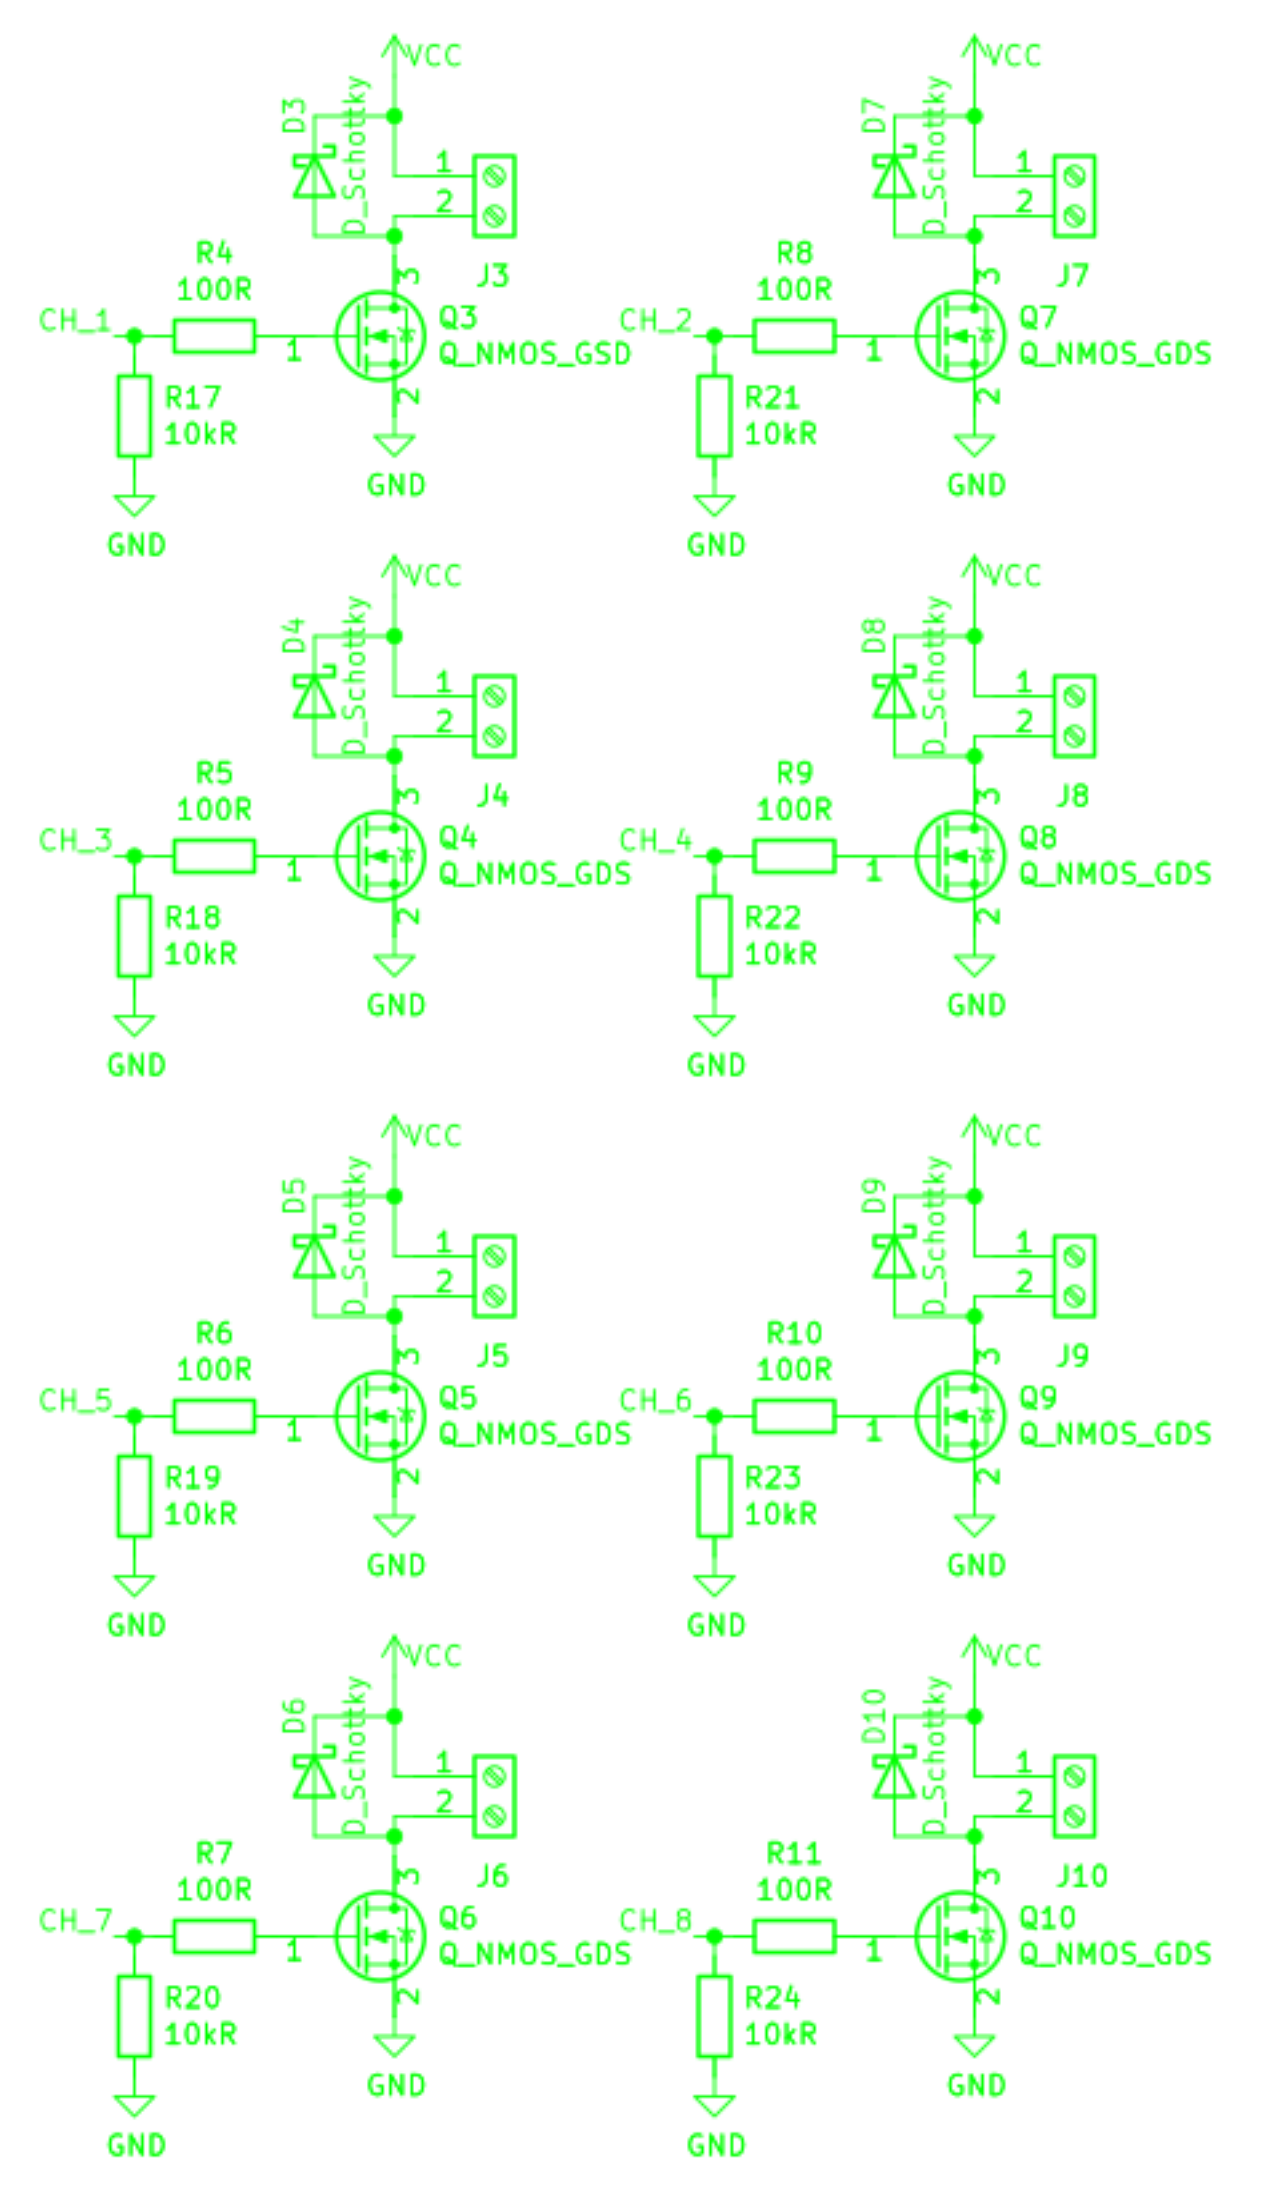 VCC
D3
D_Schottky
1
2
J3
R4
100R
3
CH_1
1
Q3
Q_NMOS_GSD
2
R17
10kR
GND
GND
VCC
D7
D_Schottky
1
2
J7
R8
100R
3
CH_2
1
Q7
Q_NMOS_GDS
2
R21
10kR
GND
GND
VCC
D4
D_Schottky
1
2
J4
R5
100R
3
CH_3
1
Q4
Q_NMOS_GDS
2
R18
10kR
GND
GND
VCC
D8
D_Schottky
1
2
J8
R9
100R
3
CH_4
1
Q8
Q_NMOS_GDS
2
R22
10kR
GND
GND
VCC
D5
D_Schottky
1
2
J5
R6
100R
3
CH_5
1
Q5
Q_NMOS_GDS
2
R19
10kR
GND
GND
VCC
D9
D_Schottky
1
2
J9
R10
100R
3
CH_6
1
Q9
Q_NMOS_GDS
2
R23
10kR
GND
GND
VCC
D6
D_Schottky
1
2
J6
R7
100R
3
CH_7
1
Q6
Q_NMOS_GDS
2
R20
10kR
GND
GND
VCC
D10
D_Schottky
1
2
J10
R11
100R
3
CH_8
1
Q10
Q_NMOS_GDS
2
R24
10kR
GND
GND